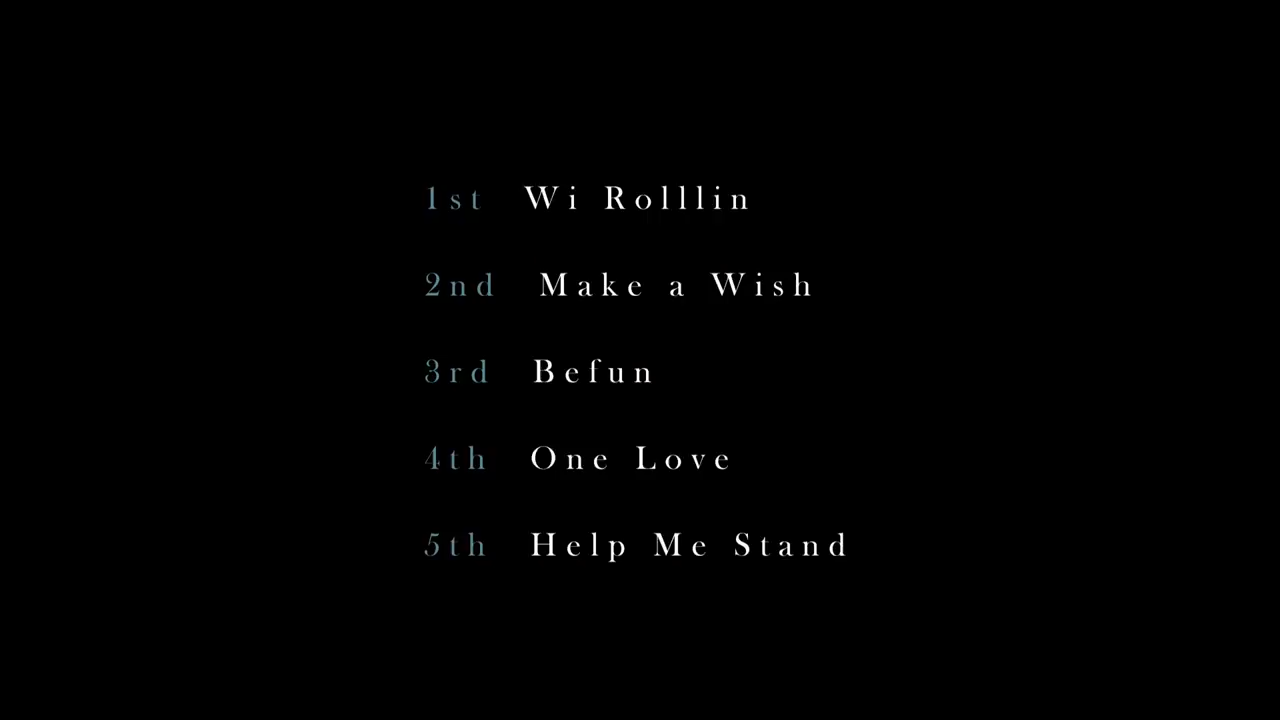 1st Wi Rolllin
2nd Make a Wish
3rd Befun
4th One Love
5th Help Me Stand